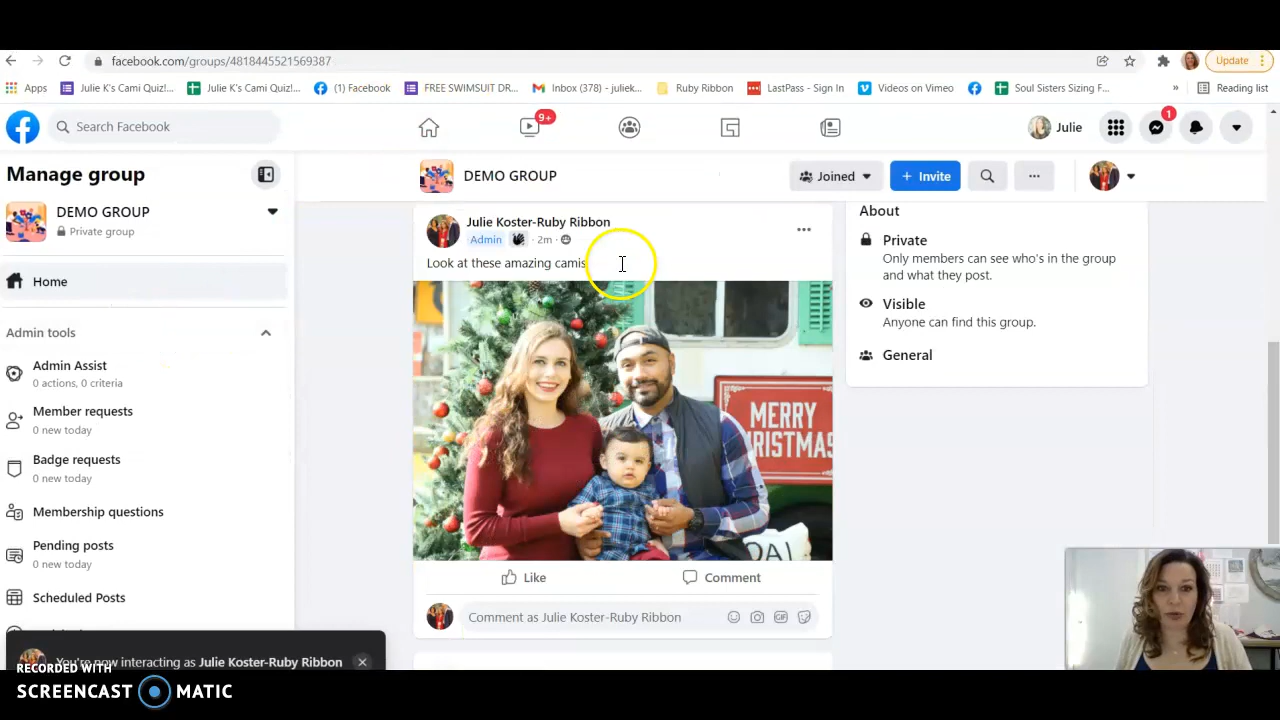 facebook.com/groups/4818445521569387
Update
Apps
Julie K's Cami Quiz!...
Julie K's Cami Quiz!...
(1) Facebook
FREE SWIMSUIT DR...
Inbox (378) - juliek...
Ruby Ribbon
LastPass - Sign In
Videos on Vimeo
Soul Sisters Sizing F...
»
Reading list
Search Facebook
9+
Julie
1
Manage group
DEMO GROUP
Private group
Home
Admin tools
Admin Assist
0 actions, 0 criteria
Member requests
0 new today
Badge requests
0 new today
Membership questions
Pending posts
0 new today
Scheduled Posts
DEMO GROUP
Joined
+ Invite
Julie Koster-Ruby Ribbon
Admin · 2m ·
Look at these amazing camis
MERRY
CHRISTMAS
Like
Comment
Comment as Julie Koster-Ruby Ribbon
GIF
About
Private
Only members can see who's in the
group and what they post.
Visible
Anyone can find this group.
General
You're now interacting as Julie Koster-Ruby Ribbon
RECORDED WITH
SCREENCAST MATIC